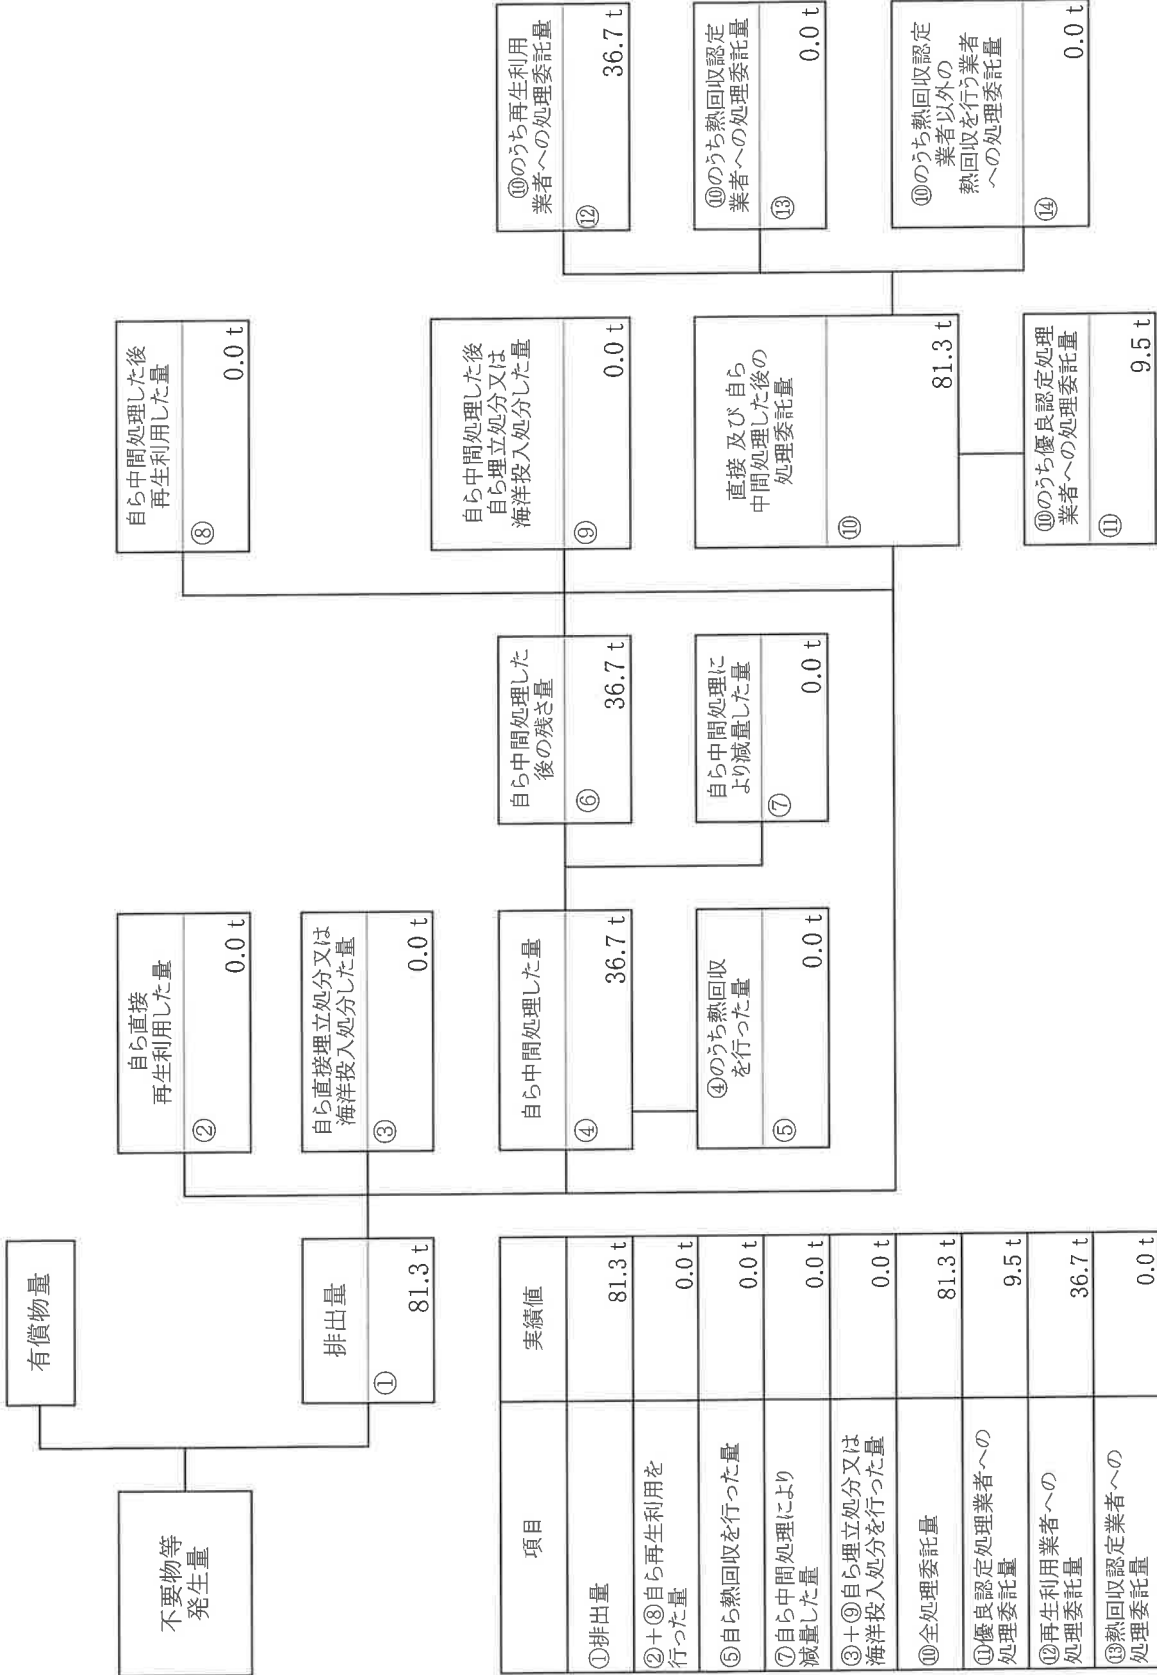 不要物等
発生量
有償物量
排出量
①
81.3 t
自ら直接
再生利用した量
②
0.0 t
自ら直接埋立処分又は
海洋投入処分した量
③
0.0 t
自ら中間処理した量
④
36.7 t
④のうち熱回収
を行った量
⑤
0.0 t
自ら中間処理した
後の残さ量
⑥
36.7 t
自ら中間処理に
より減量した量
⑦
0.0 t
自ら中間処理した後
再生利用した量
⑧
0.0 t
自ら中間処理した後
自ら埋立処分又は
海洋投入処分した量
⑨
0.0 t
直接 及び 自ら
中間処理した後の
処理委託量
⑩
81.3 t
⑩のうち優良認定処理
業者への処理委託量
⑪
9.5 t
⑩のうち再生利用
業者への処理委託量
⑫
36.7 t
⑩のうち熱回収認定
業者への処理委託量
⑬
0.0 t
⑩のうち熱回収認定
業者以外の
熱回収を行う業者
への処理委託量
⑭
0.0 t
項目
実績値
①排出量
81.3 t
②+⑧自ら再生利用を
行った量
0.0 t
⑤自ら熱回収を行った量
0.0 t
⑦自ら中間処理により
減量した量
0.0 t
③+⑨自ら埋立処分又は
海洋投入処分を行った量
0.0 t
⑩全処理委託量
81.3 t
⑪優良認定処理業者への
処理委託量
9.5 t
⑫再生利用業者への
処理委託量
36.7 t
⑬熱回収認定業者への
処理委託量
0.0 t